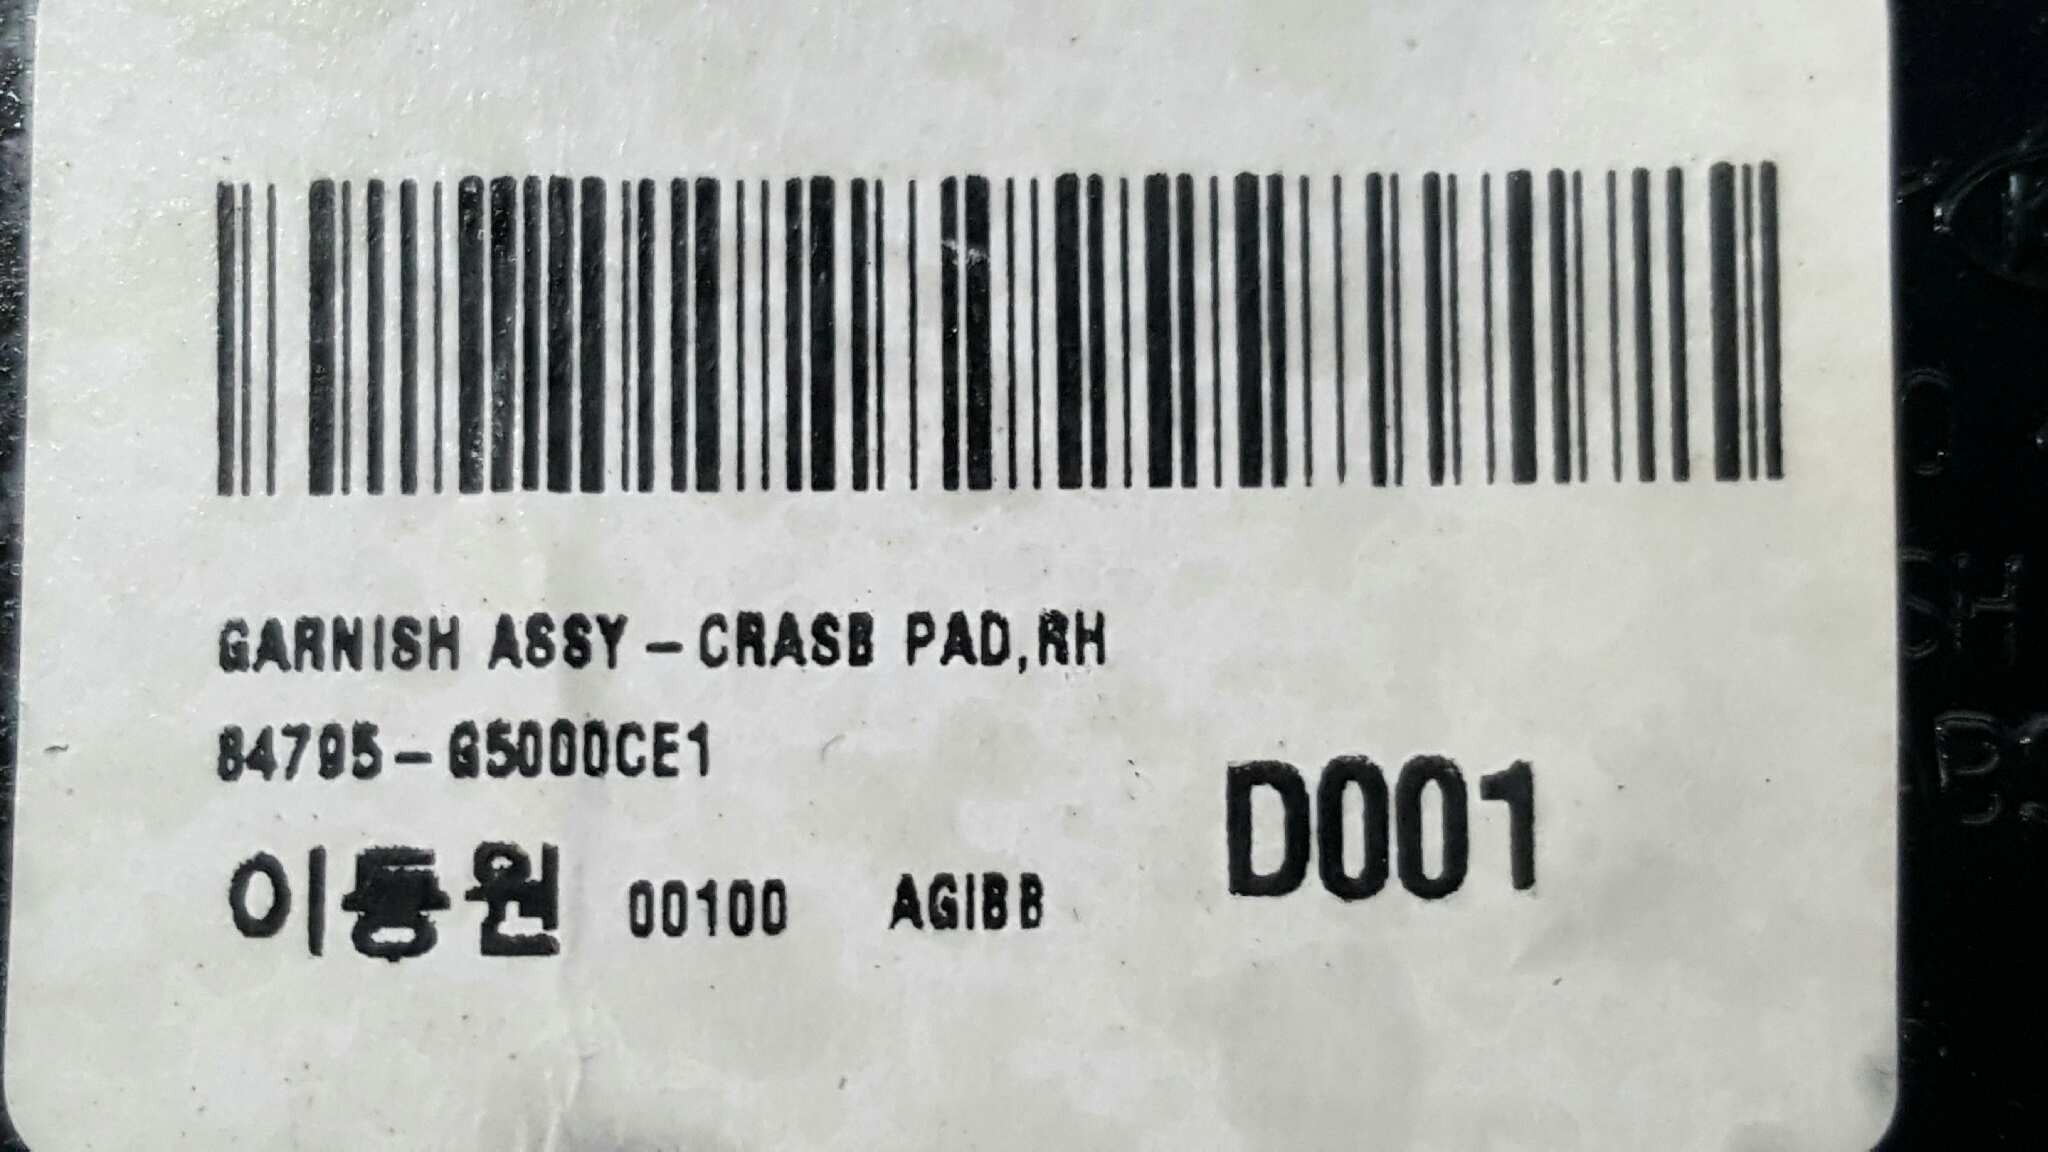 GARNISH ASSY-CRASB PAD,RH
84795-G5000CE1
이동원 00100 AGIBB D001